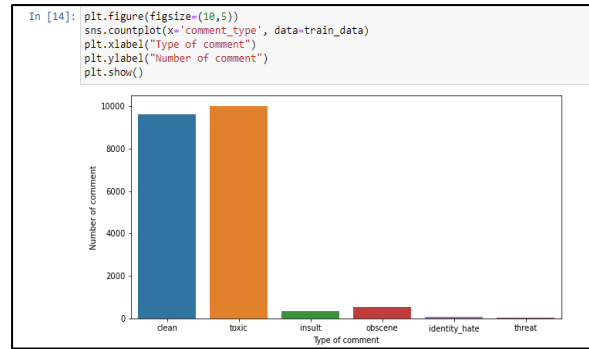 In [14]: plt.figure(figsize=(10,5))
sns.countplot(x='comment_type', data=train_data)
plt.xlabel("Type of comment")
plt.ylabel("Number of comment")
plt.show()
10000
8000
6000
4000
2000
0
Number of comment
clean toxic insult obscene identity_hate threat
Type of comment